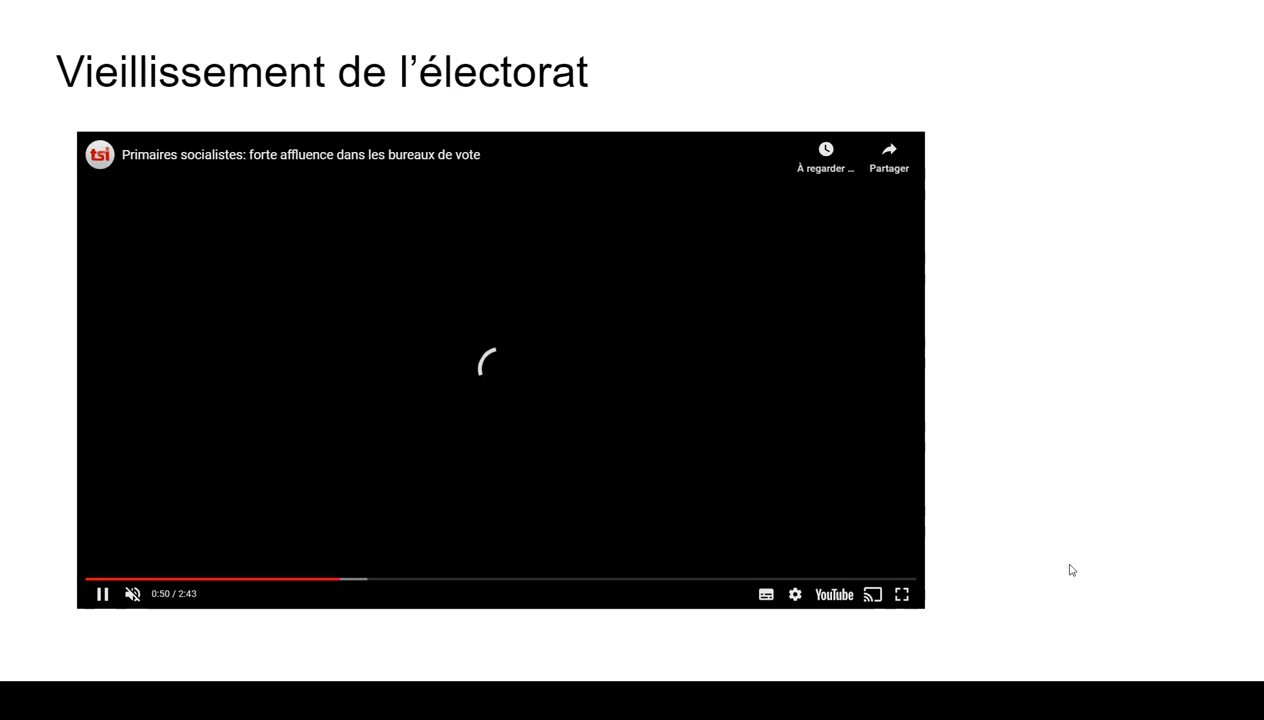 Vieillissement de l’électorat
tsi
Primaires socialistes: forte affluence dans les bureaux de vote
À regarder ...
Partager
0:50 / 2:43
YouTube